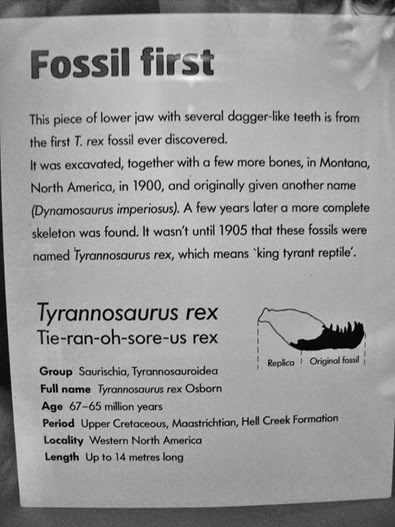 Fossil first
This piece of lower jaw with several dagger-like teeth is from
the first T. rex fossil ever discovered.
It was excavated, together with a few more bones, in Montana,
North America, in 1900, and originally given another name
(Dynamosaurus imperiosus). A few years later a more complete
skeleton was found. It wasn't until 1905 that these fossils were
named Tyrannosaurus rex, which means `king tyrant reptile'.
Tyrannosaurus rex
Tie-ran-oh-sore-us rex
Replica Original fossil
Group Saurischia, Tyrannosauroidea
Full name Tyrannosaurus rex Osborn
Age 67–65 million years
Period Upper Cretaceous, Maastrichtian, Hell Creek Formation
Locality Western North America
Length Up to 14 metres long